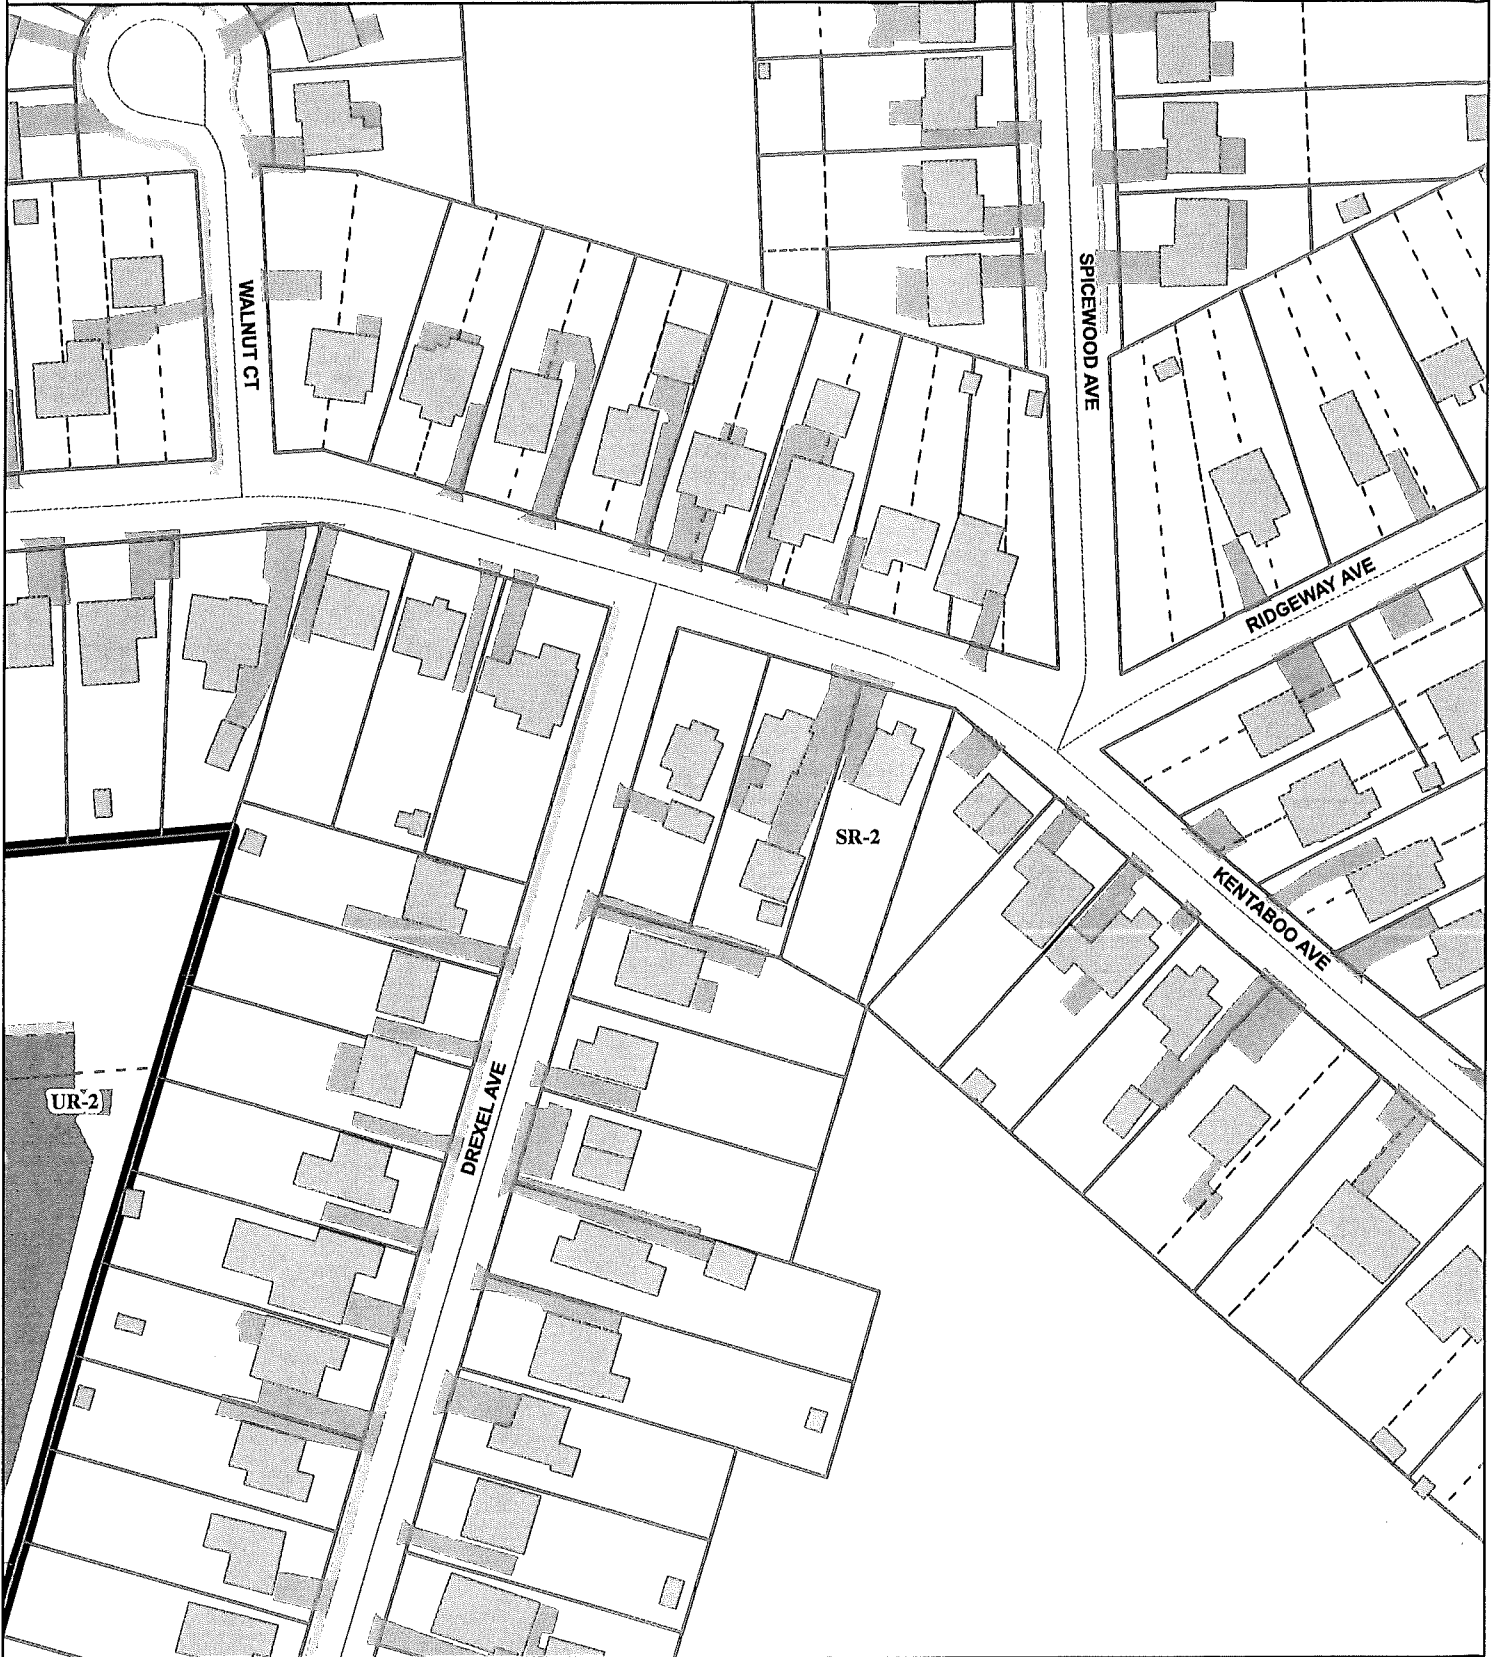 WALNUT CT
SPICEWOOD AVE
RIDGEWAY AVE
SR-2
KENTABOO AVE
UR-2
DREXEL AVE